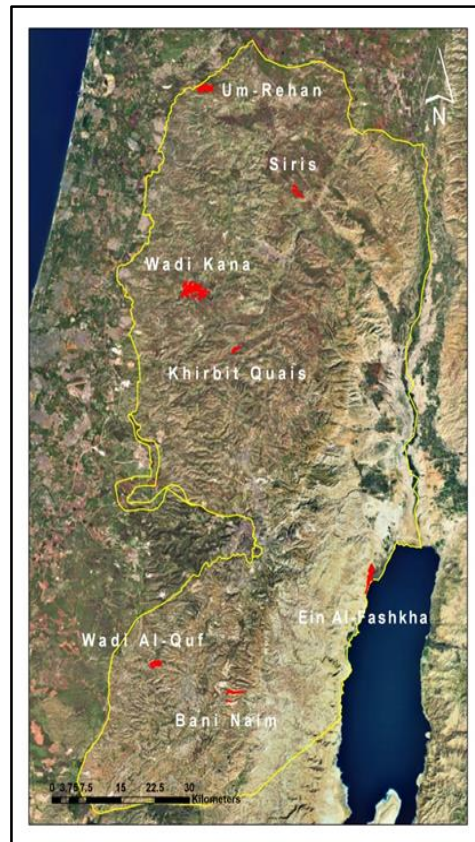 N
Um-Rehan
Siris
Wadi Kana
Khirbit Quais
Ein Al-Fashkha
Wadi Al-Quf
Bani Naim
0 3.75 7.5 15 22.5 30
Kilometers